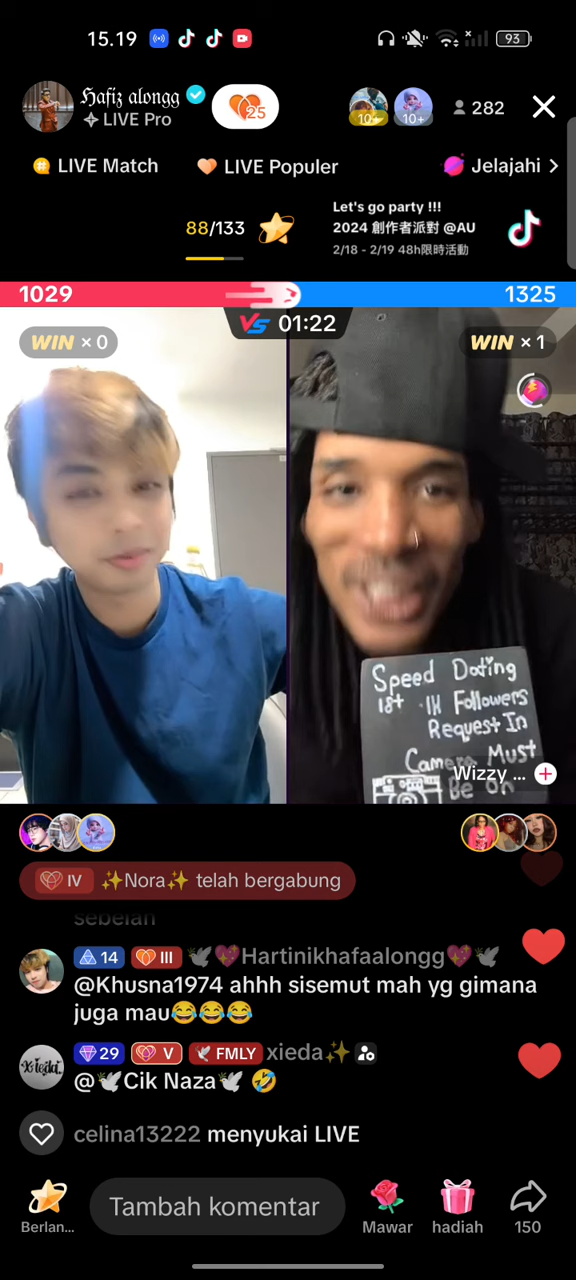 15.19
93
Hafiz alongg
LIVE Pro
25
10+
10+
282
LIVE Match
LIVE Populer
Jelajahi
88/133
Let's go party !!!
2024 創作者派對 @AU
2/18 - 2/19 48h限時活動
1029
1325
VS 01:22
WIN × 0
WIN × 1
Speed Dating
1st 1K Followers
Request In
Camera Must
Be On
Wizzy ...
IV ✨Nora✨ telah bergabung
sebelah
14 III 🕊💖Hartinikhafaalongg💖🕊
@Khusna1974 ahhh sisemut mah yg gimana
juga mau😂😂😂
29 V FMLY xieda✨
@🕊Cik Naza🕊 🤣
celina13222 menyukai LIVE
Berlan...
Tambah komentar
Mawar
hadiah
150